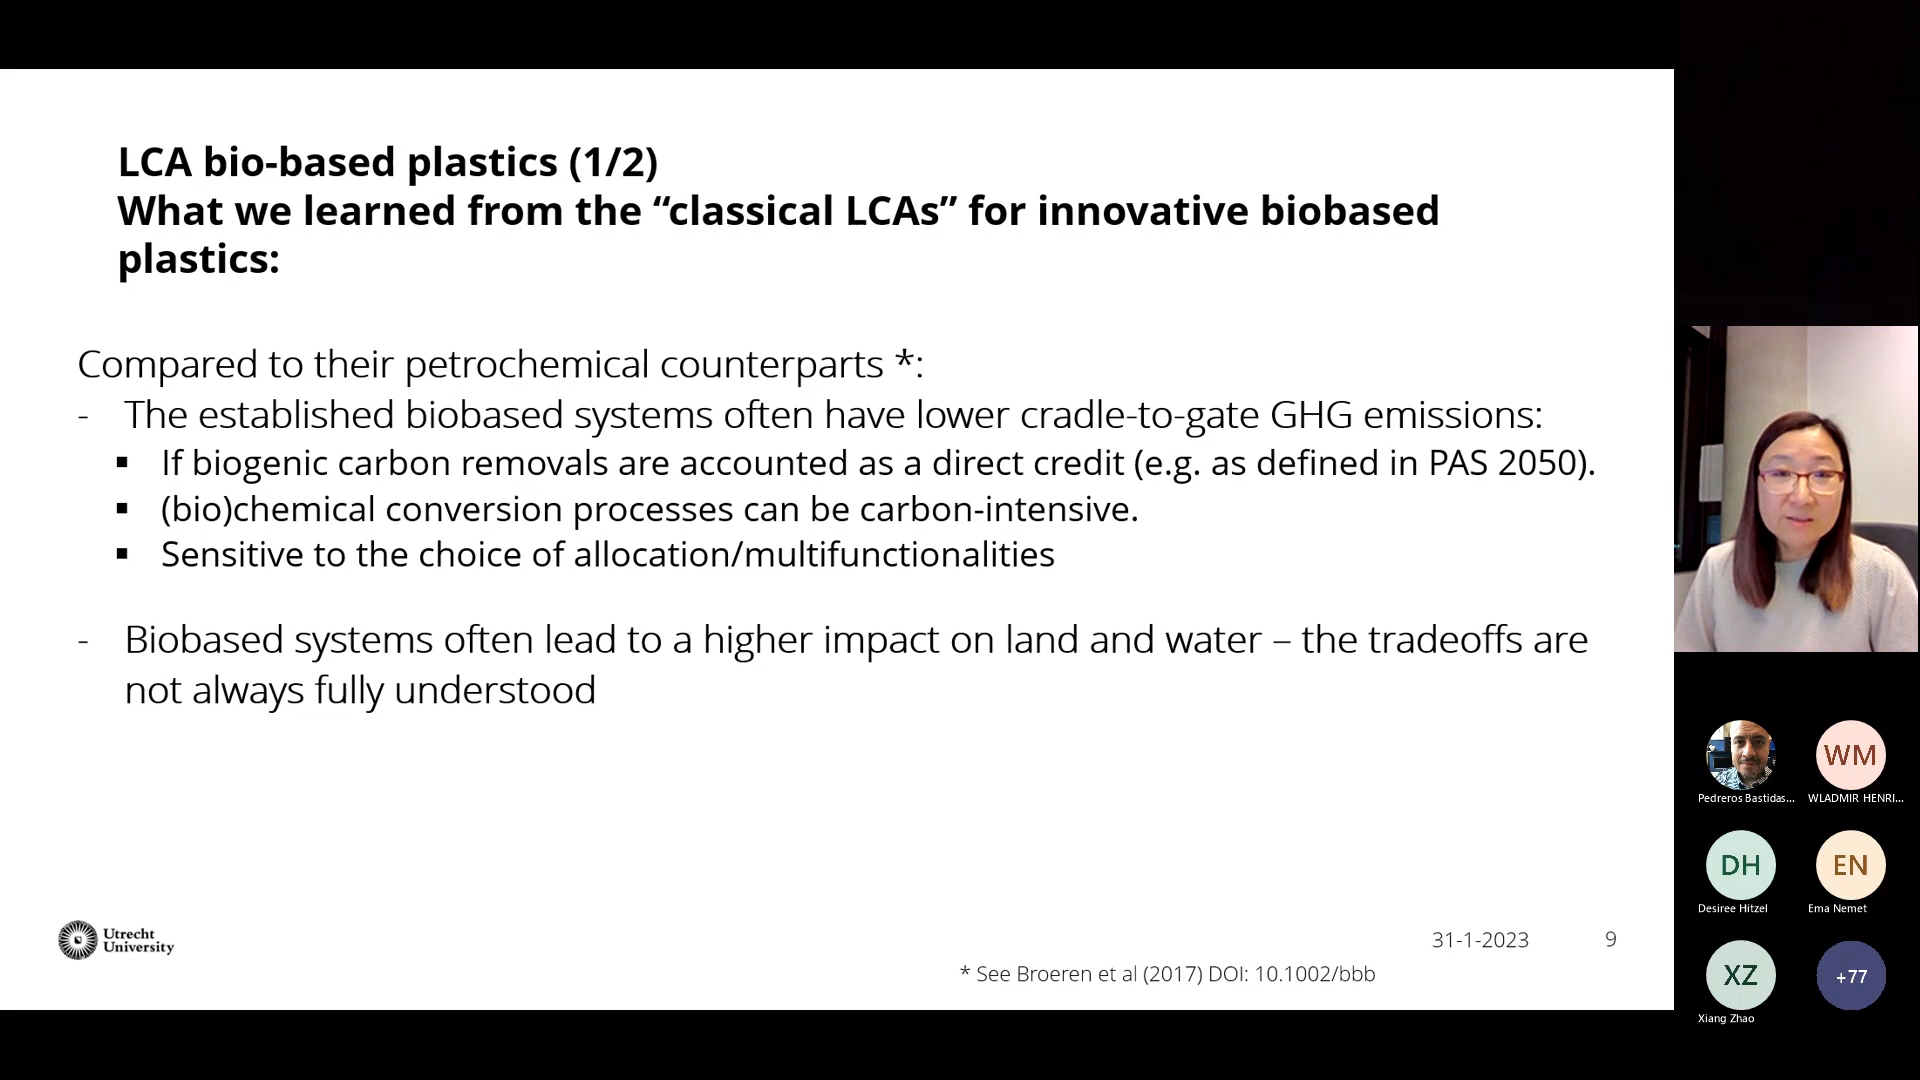 LCA bio-based plastics (1/2)
What we learned from the “classical LCAs” for innovative biobased
plastics:
Compared to their petrochemical counterparts *:
- The established biobased systems often have lower cradle-to-gate GHG emissions:
▪ If biogenic carbon removals are accounted as a direct credit (e.g. as defined in PAS 2050).
▪ (bio)chemical conversion processes can be carbon-intensive.
▪ Sensitive to the choice of allocation/multifunctionalities
- Biobased systems often lead to a higher impact on land and water – the tradeoffs are
not always fully understood
Utrecht
University
31-1-2023
9
* See Broeren et al (2017) DOI: 10.1002/bbb
Pedreros Bastidas...
WM
WLADMIR HENRI...
DH
Desiree Hitzel
EN
Ema Nemet
XZ
Xiang Zhao
+77